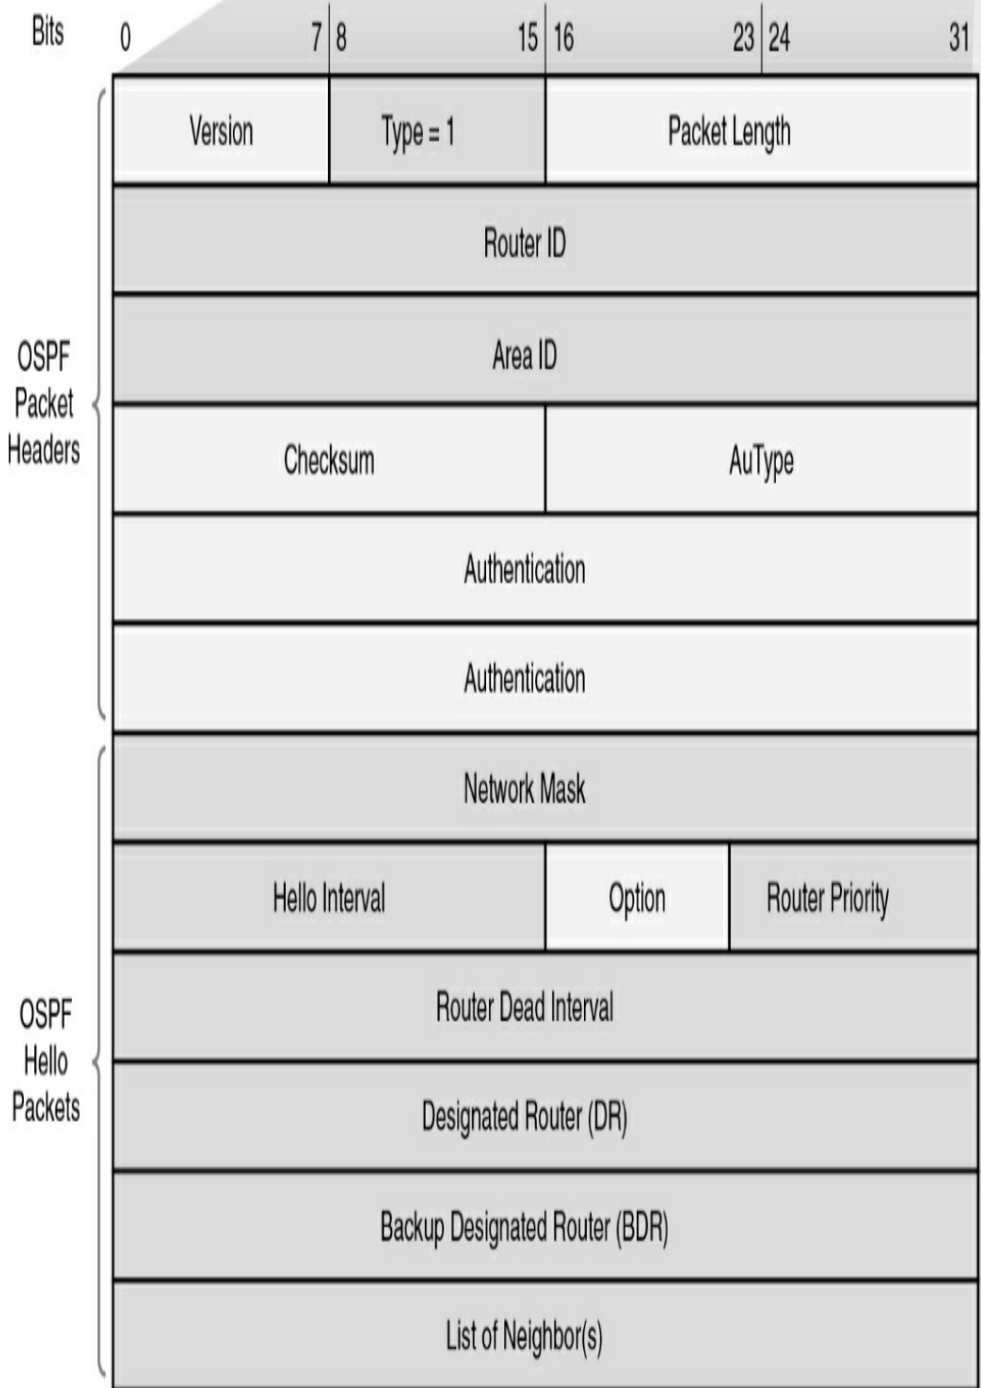 Bits 0 7 8 15 16 23 24 31
Version Type = 1 Packet Length
Router ID
Area ID
OSPF
Packet
Headers
Checksum AuType
Authentication
Authentication
Network Mask
Hello Interval Option Router Priority
Router Dead Interval
OSPF
Hello
Packets
Designated Router (DR)
Backup Designated Router (BDR)
List of Neighbor(s)